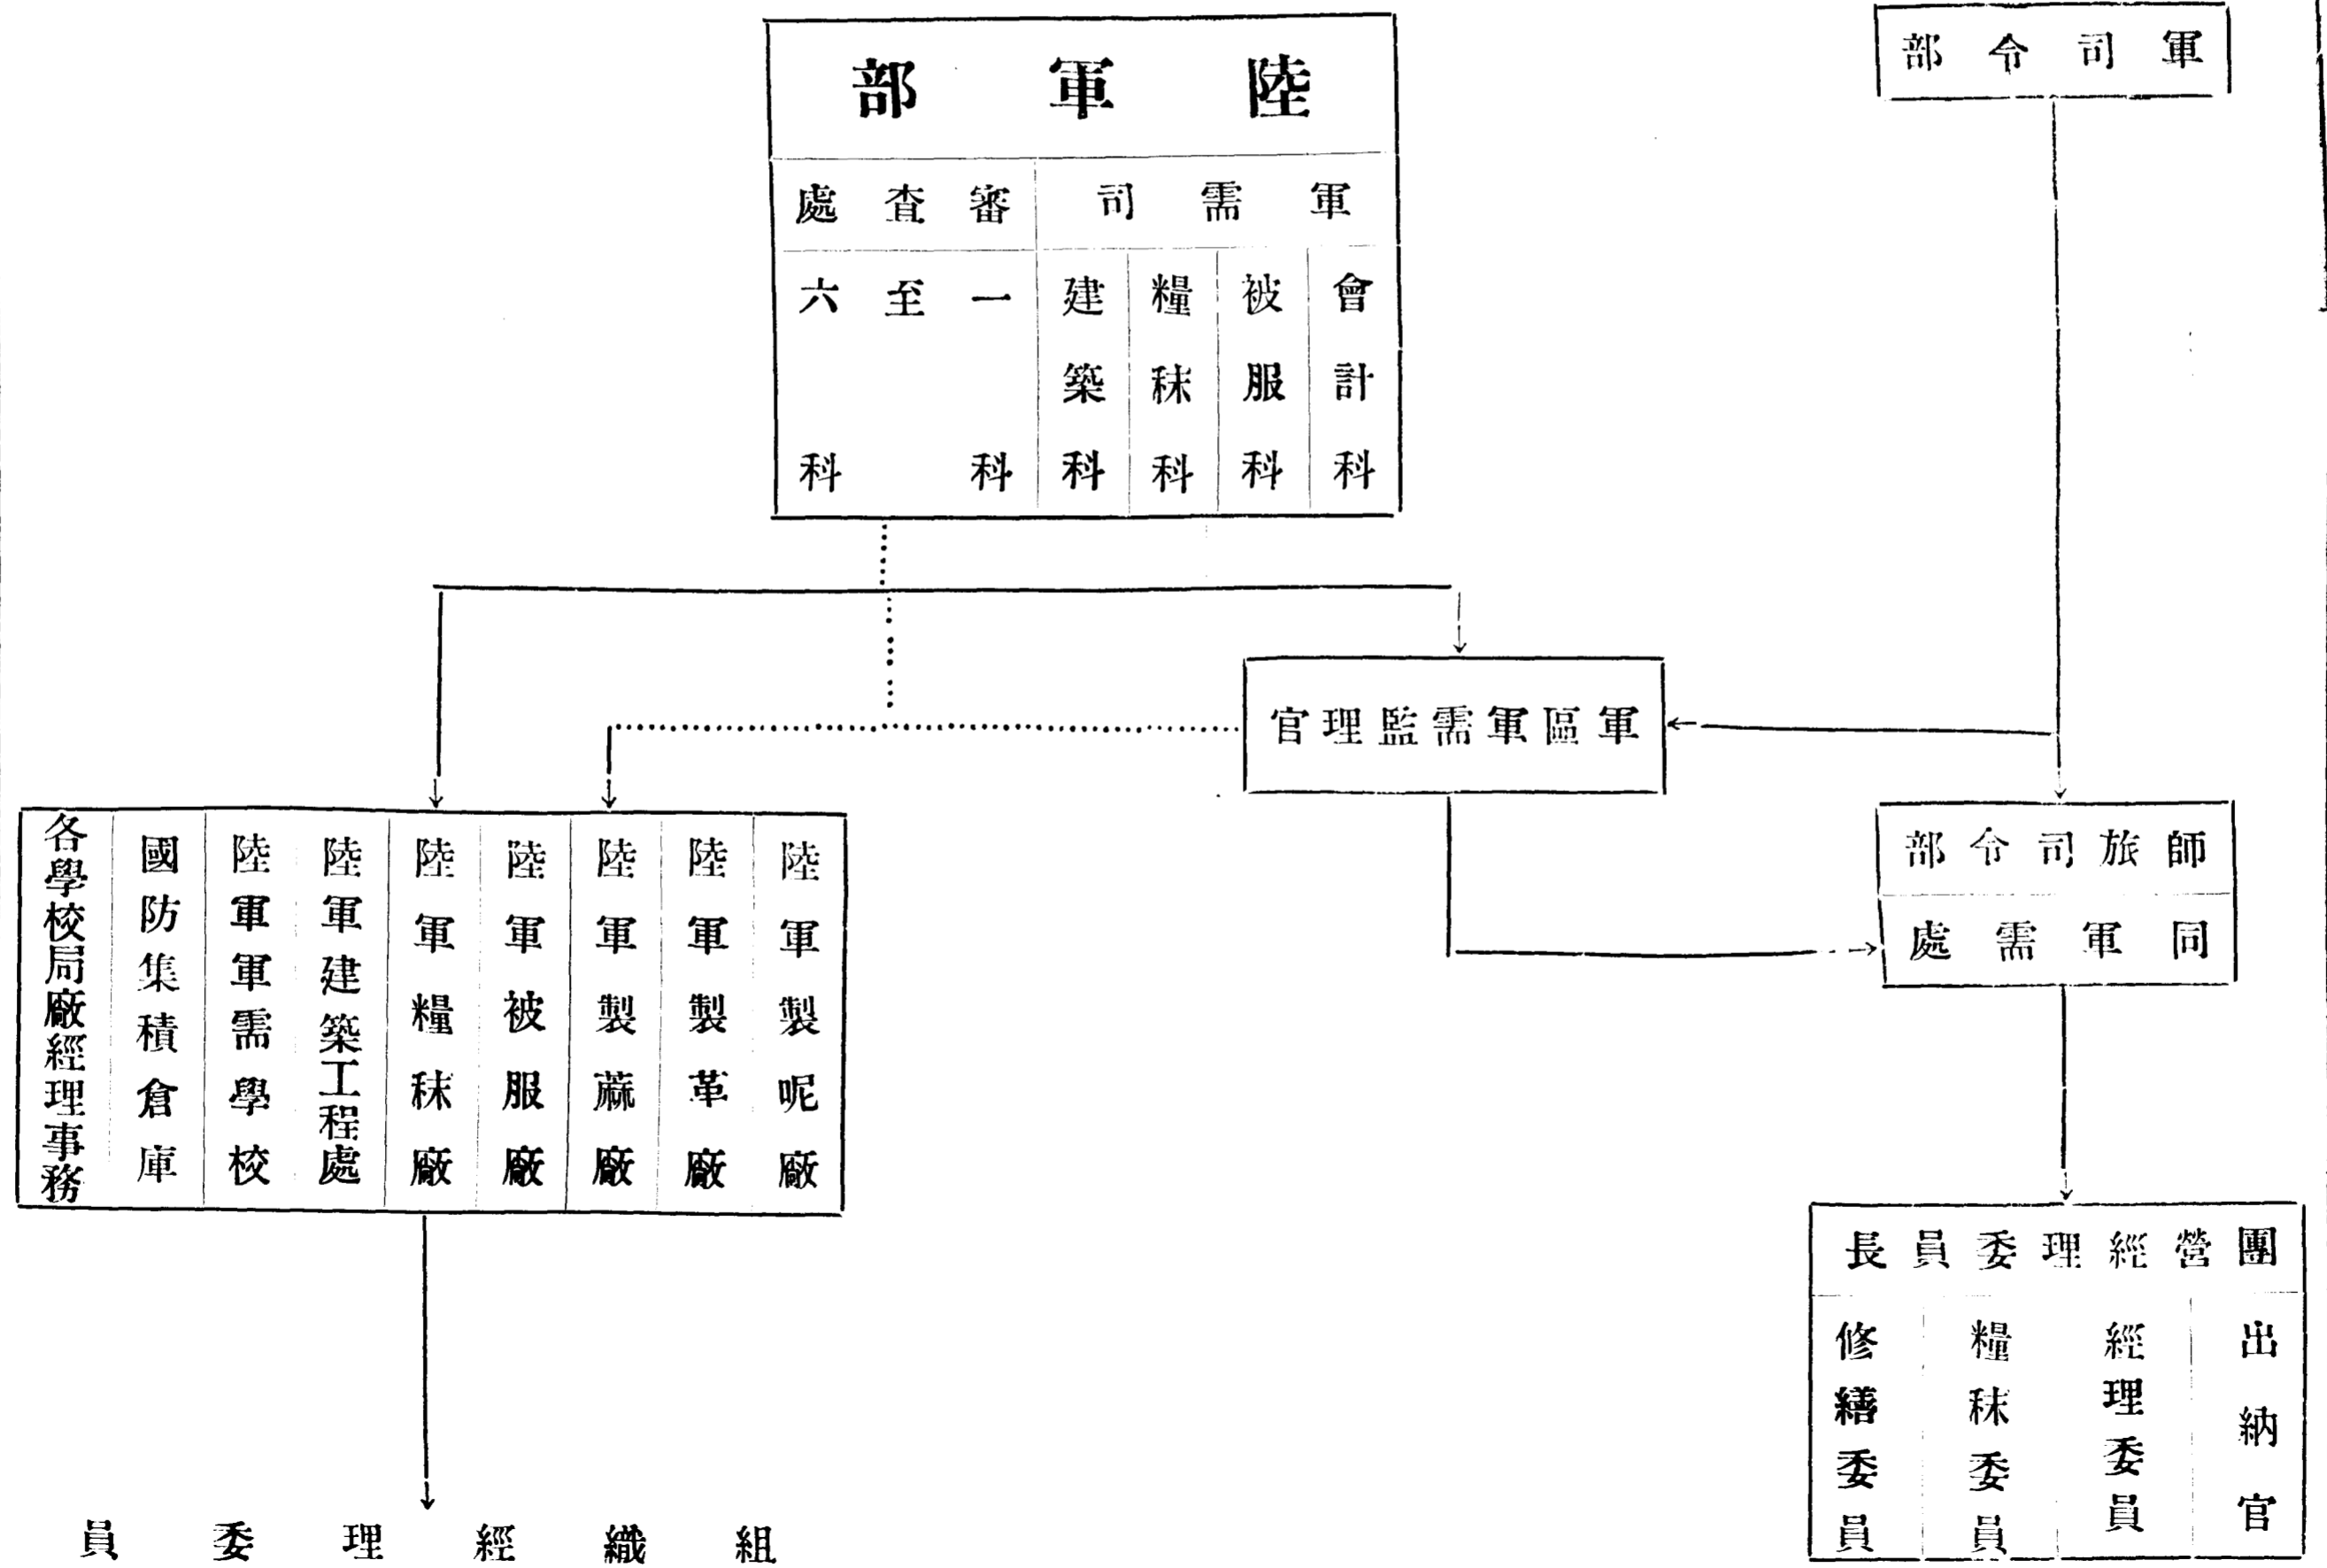 軍司令部
陸軍部
軍需司
審查處
會計科
被服科
糧秣科
建築科
一至六
科科
軍區軍需監理官
師旅司令部
同軍需處
陸軍製呢廠
陸軍製革廠
陸軍製蔴廠
陸軍被服廠
陸軍糧秣廠
陸軍建築工程處
陸軍軍需學校
國防集積倉庫
各學校局廠經理事務
團營經理委員長
出納官
經理委員
糧秣委員
修繕委員
組織經理委員